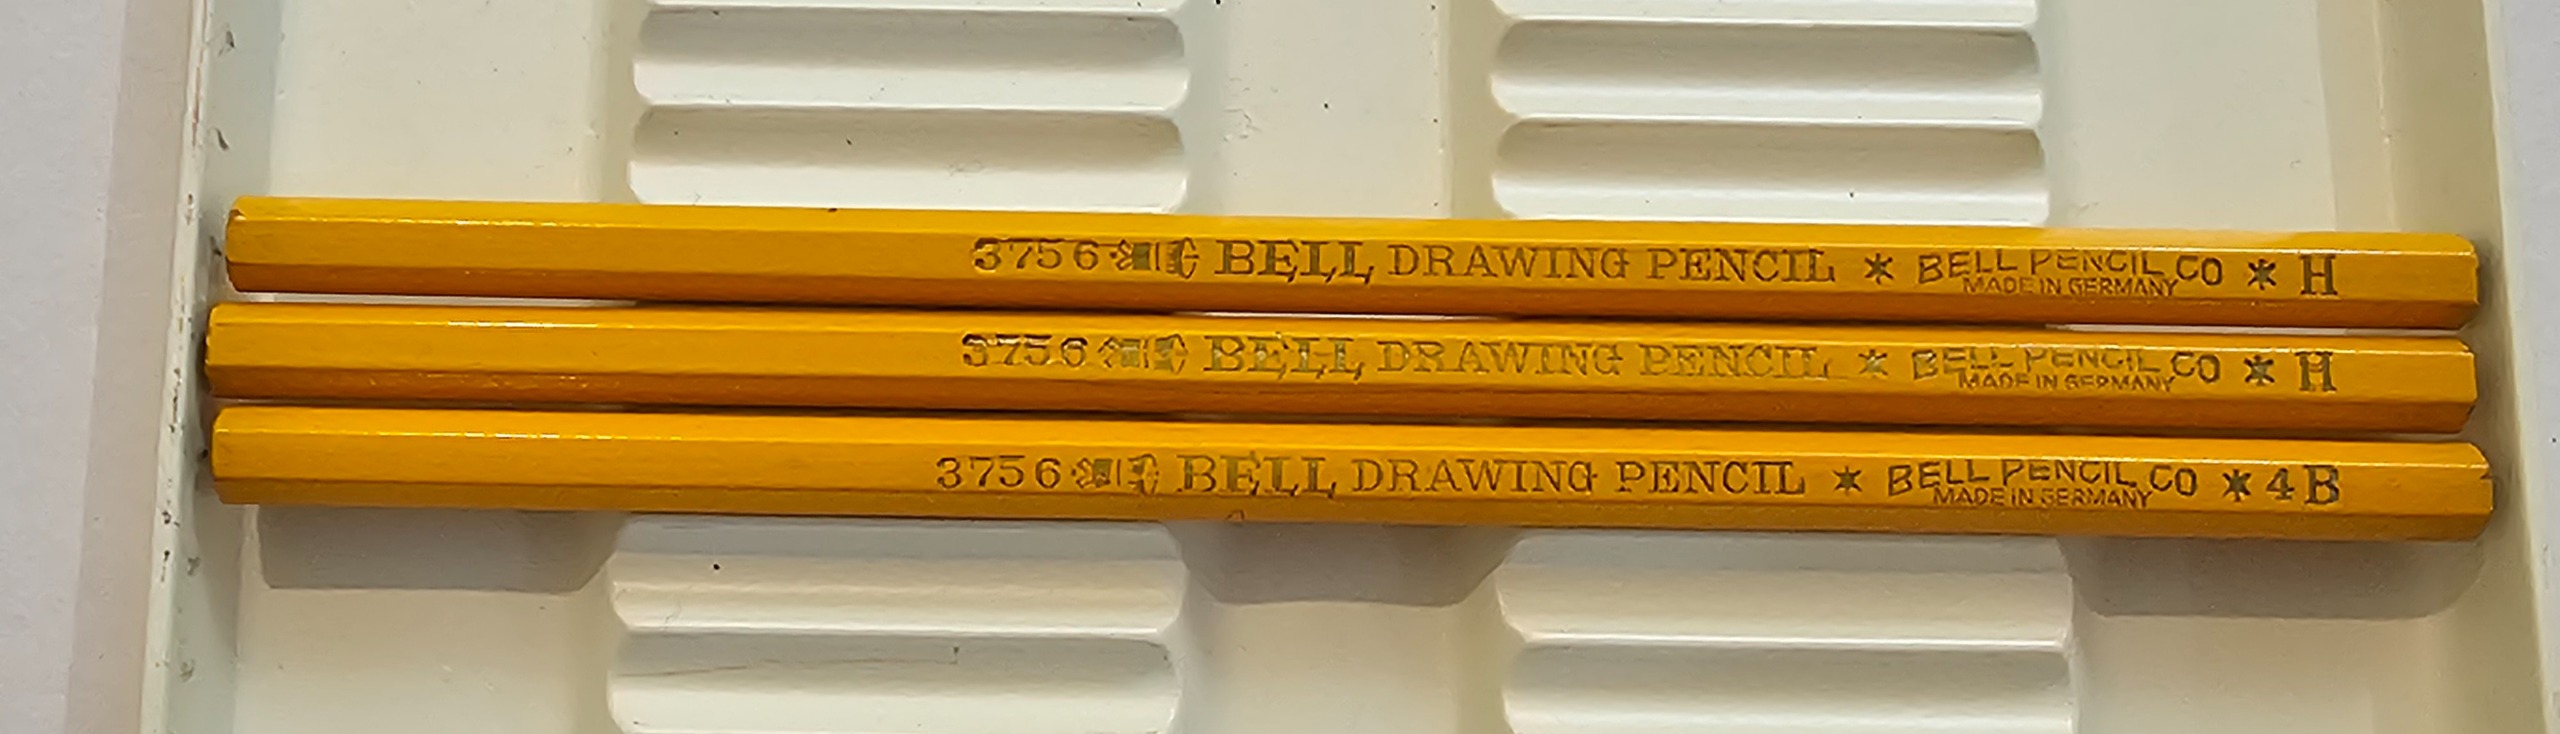 3756 BELL DRAWING PENCIL * BELL PENCIL CO * H
MADE IN GERMANY
3756 BELL DRAWING PENCIL * BELL PENCIL CO * H
MADE IN GERMANY
3756 BELL DRAWING PENCIL * BELL PENCIL CO * 4B
MADE IN GERMANY